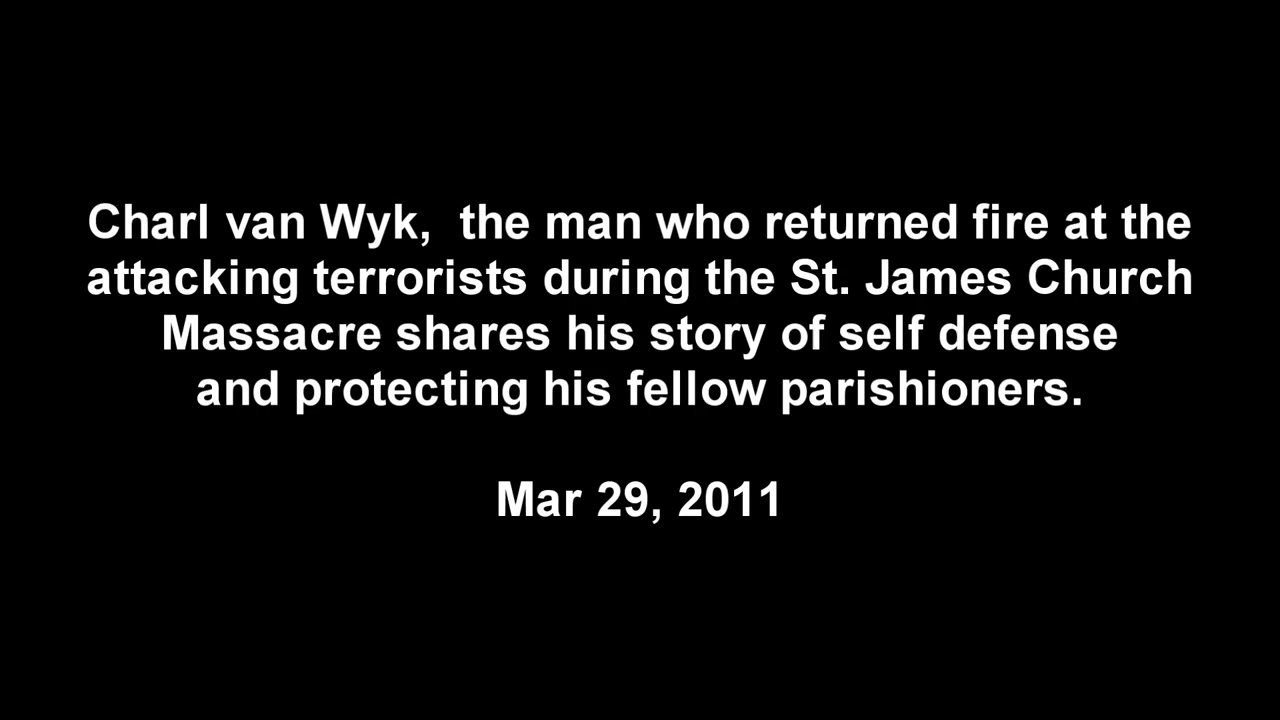 Charl van Wyk,  the man who returned fire at the
attacking terrorists during the St. James Church
Massacre shares his story of self defense
and protecting his fellow parishioners.
Mar 29, 2011